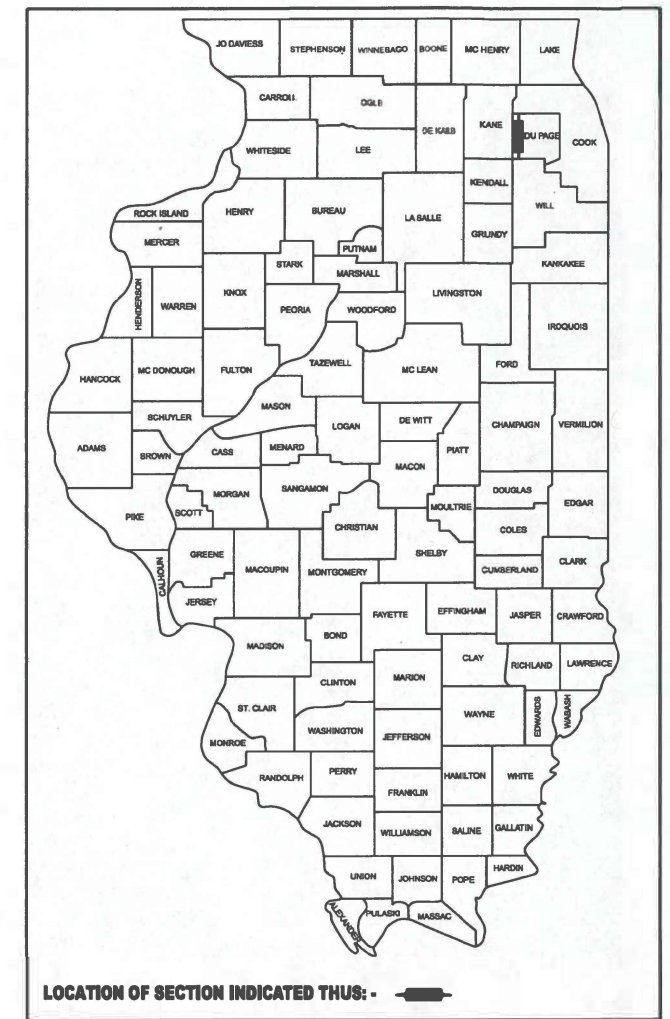 JO DAVIESS
STEPHENSON
WINNEBAGO
BOONE
MC HENRY
LAKE
CARROLL
OGLE
DE KALB
KANE
DU PAGE
COOK
WHITESIDE
LEE
KENDALL
WILL
ROCK ISLAND
HENRY
BUREAU
LA SALLE
GRUNDY
MERCER
PUTNAM
STARK
MARSHALL
KANKAKEE
HENDERSON
WARREN
KNOX
PEORIA
WOODFORD
LIVINGSTON
IROQUOIS
HANCOCK
MC DONOUGH
FULTON
TAZEWELL
MC LEAN
FORD
MASON
SCHUYLER
LOGAN
DE WITT
CHAMPAIGN
VERMILION
ADAMS
BROWN
CASS
MENARD
MACON
PIATT
MORGAN
SANGAMON
DOUGLAS
EDGAR
PIKE
SCOTT
CHRISTIAN
MOULTRIE
COLES
CALHOUN
GREENE
MACOUPIN
MONTGOMERY
SHELBY
CUMBERLAND
CLARK
JERSEY
FAYETTE
EFFINGHAM
JASPER
CRAWFORD
MADISON
BOND
CLAY
RICHLAND
LAWRENCE
CLINTON
MARION
ST. CLAIR
WAYNE
EDWARDS
WABASH
WASHINGTON
JEFFERSON
MONROE
RANDOLPH
PERRY
HAMILTON
WHITE
FRANKLIN
JACKSON
WILLIAMSON
SALINE
GALLATIN
UNION
JOHNSON
POPE
HARDIN
ALEXANDER
PULASKI
MASSAC
LOCATION OF SECTION INDICATED THUS: -